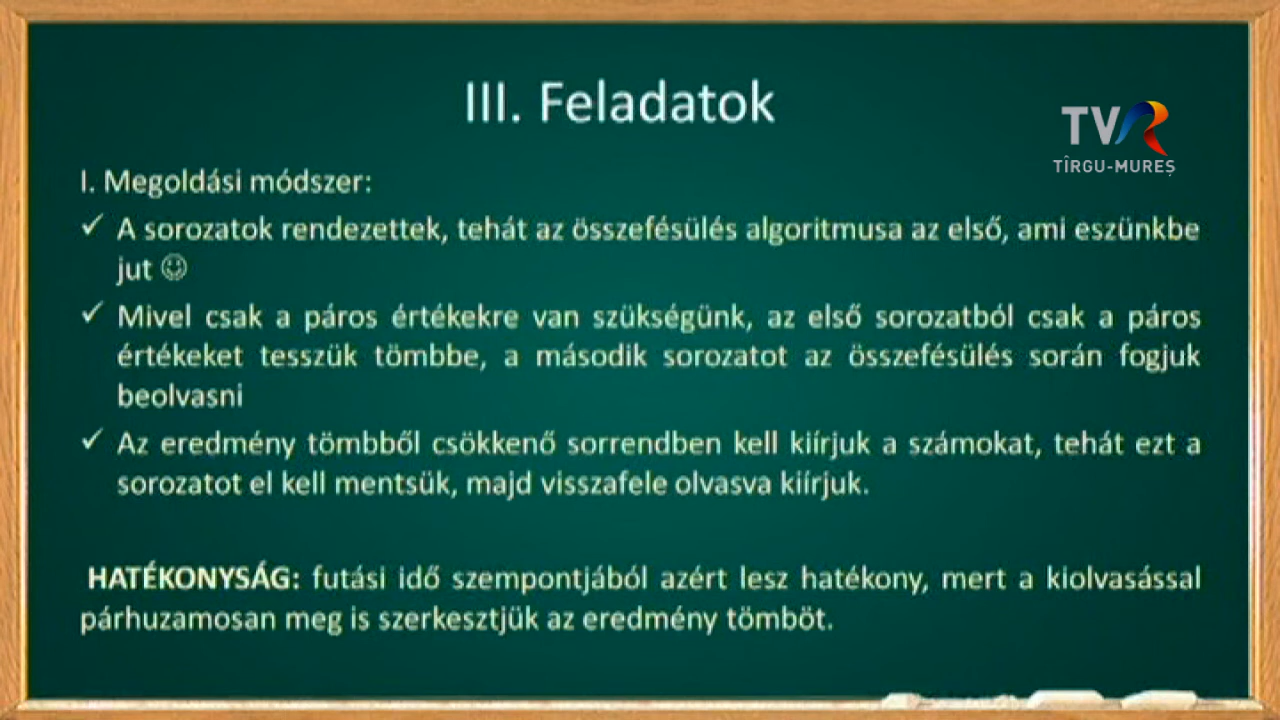 III. Feladatok
TVR
TÎRGU-MUREȘ
I. Megoldási módszer:
✓ A sorozatok rendezettek, tehát az összefésülés algoritmusa az első, ami eszünkbe
jut ☺
✓ Mivel csak a páros értékekre van szükségünk, az első sorozatból csak a páros
értékeket tesszük tömbbe, a második sorozatot az összefésülés során fogjuk
beolvasni
✓ Az eredmény tömbből csökkenő sorrendben kell kiírjuk a számokat, tehát ezt a
sorozatot el kell mentsük, majd visszafele olvasva kiírjuk.
HATÉKONYSÁG: futási idő szempontjából azért lesz hatékony, mert a kiolvasással
párhuzamosan meg is szerkesztjük az eredmény tömböt.